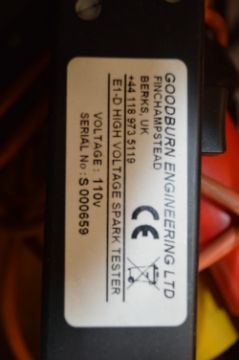 GOODBURN ENGINEERING LTD
FINCHAMPSTEAD
BERKS, UK
+44 118 973 5119
E1-D HIGH VOLTAGE SPARK TESTER
VOLTAGE: 110v
SERIAL No: S 000659
CE